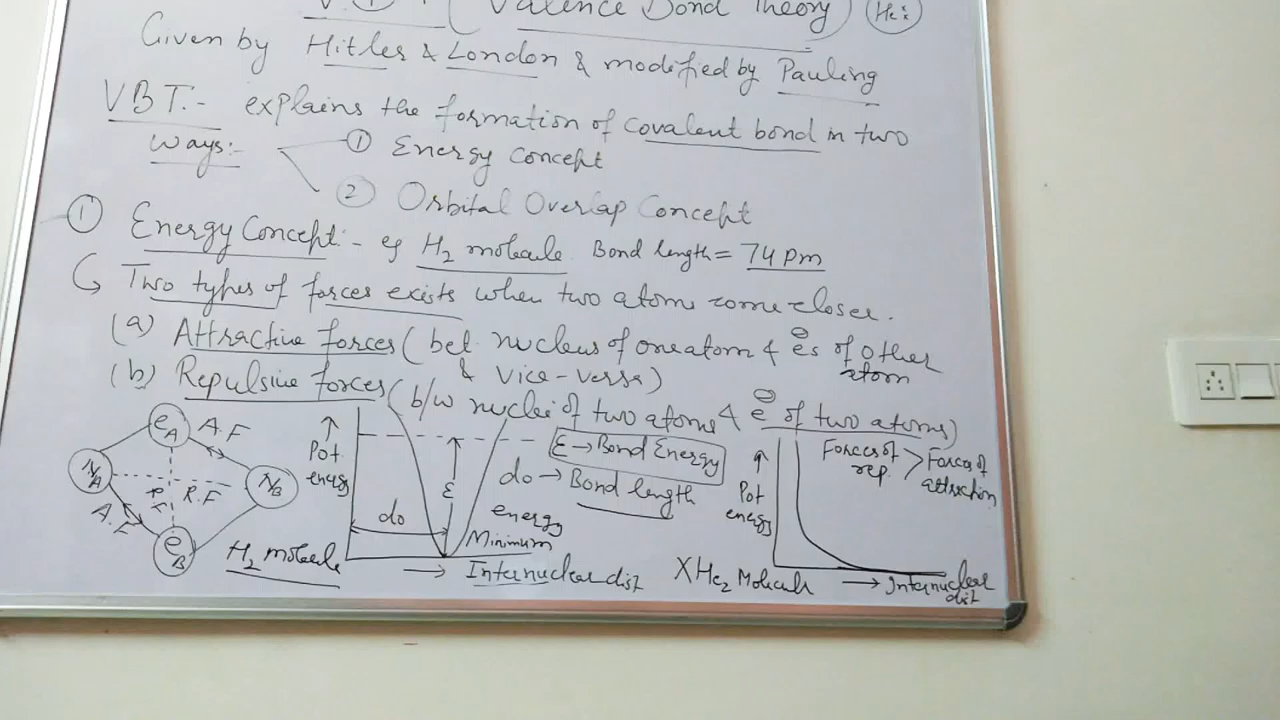 V.B.T. (Valence Bond Theory) He:
Given by Hitler & London & modified by Pauling
VBT:- explains the formation of covalent bond in two
ways:- ① Energy Concept
② Orbital Overlap Concept
① Energy Concept:- eg H2 molecule. Bond length = 74 pm
Two types of forces exists when two atoms come closer.
(a) Attractive forces (bet. nucleus of one atom & es of other atom
& vice-versa)
(b) Repulsive forces (b/w nuclei of two atoms & e of two atoms)
eA A.F
NA NB
R.F
A.F
eB
H2 molecule
↑ Pot. energy
do
E
E → Bond Energy
do → Bond length
energy Minimum
→ Internuclear dist
↑ Pot energy
Forces of rep. > Forces of attraction
X He2 Molecule
→ Internuclear dist